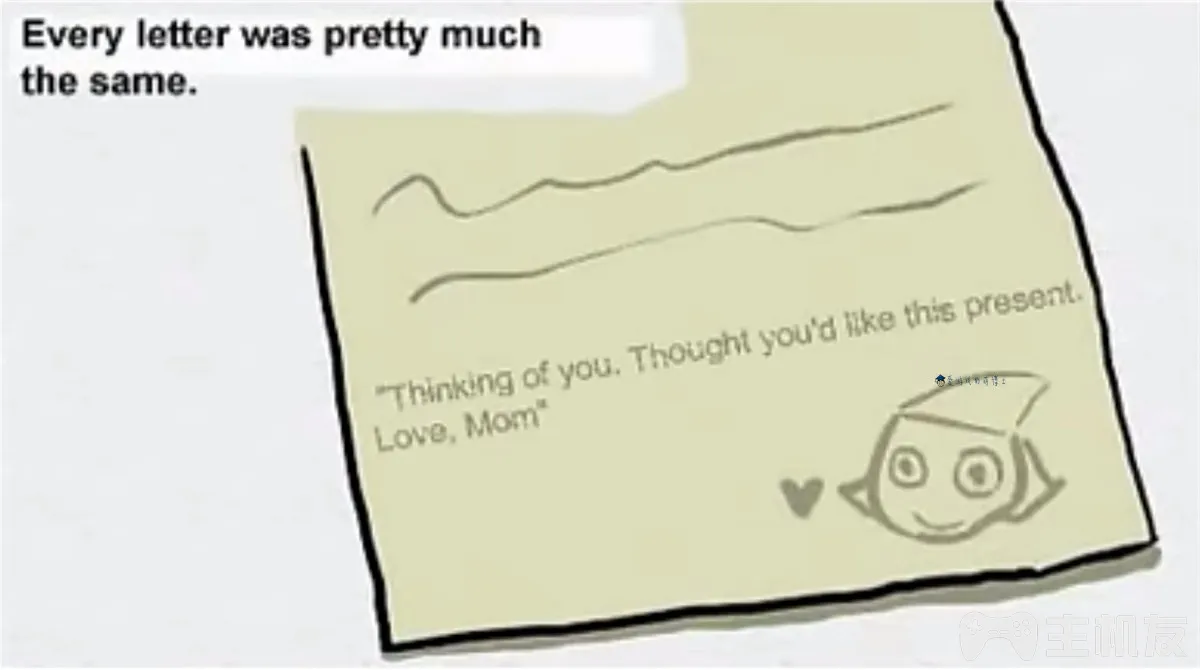 Every letter was pretty much
the same.
"Thinking of you. Thought you'd like this present.
Love, Mom"
主机友